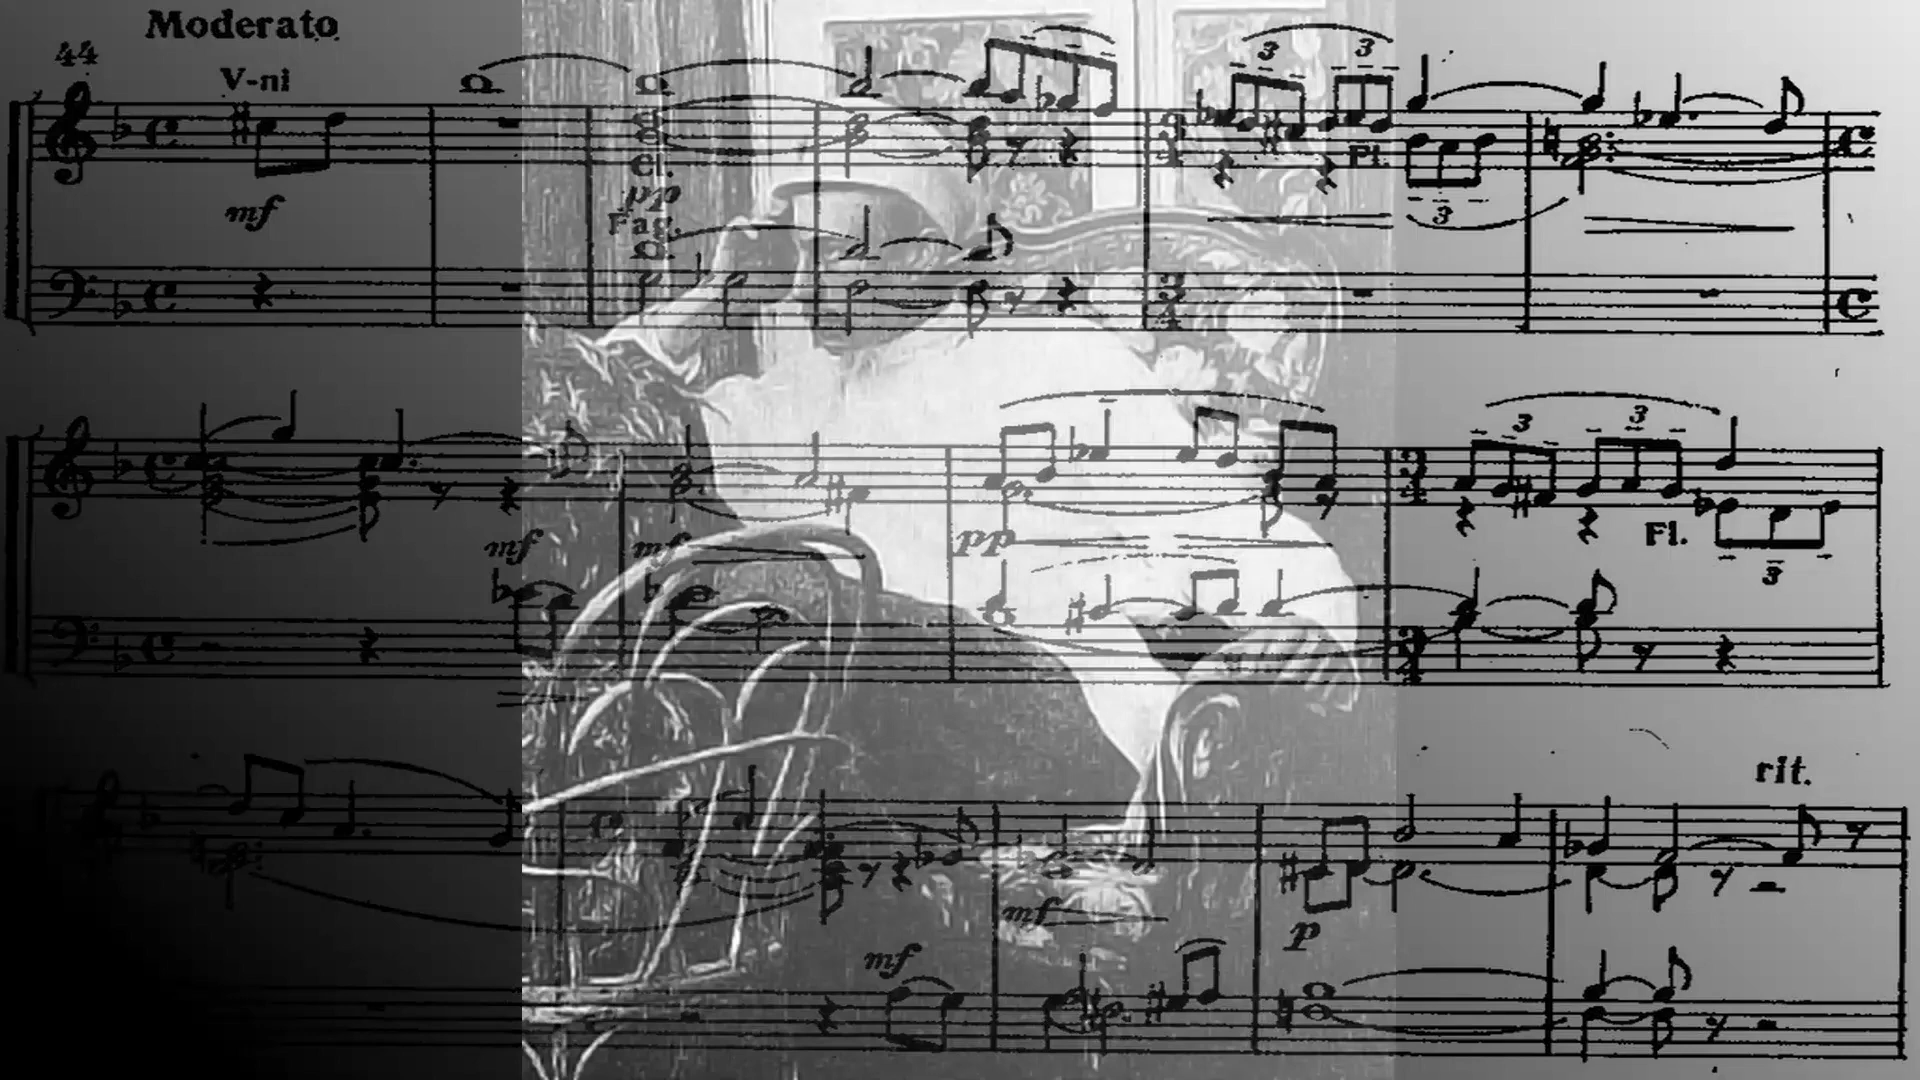 Moderato
44
V-ni
3 3
Fl.
Cl.
mf
pp
Fag.
3
3 3
mf mf pp
Fl.
3
rit.
mf
p
mf